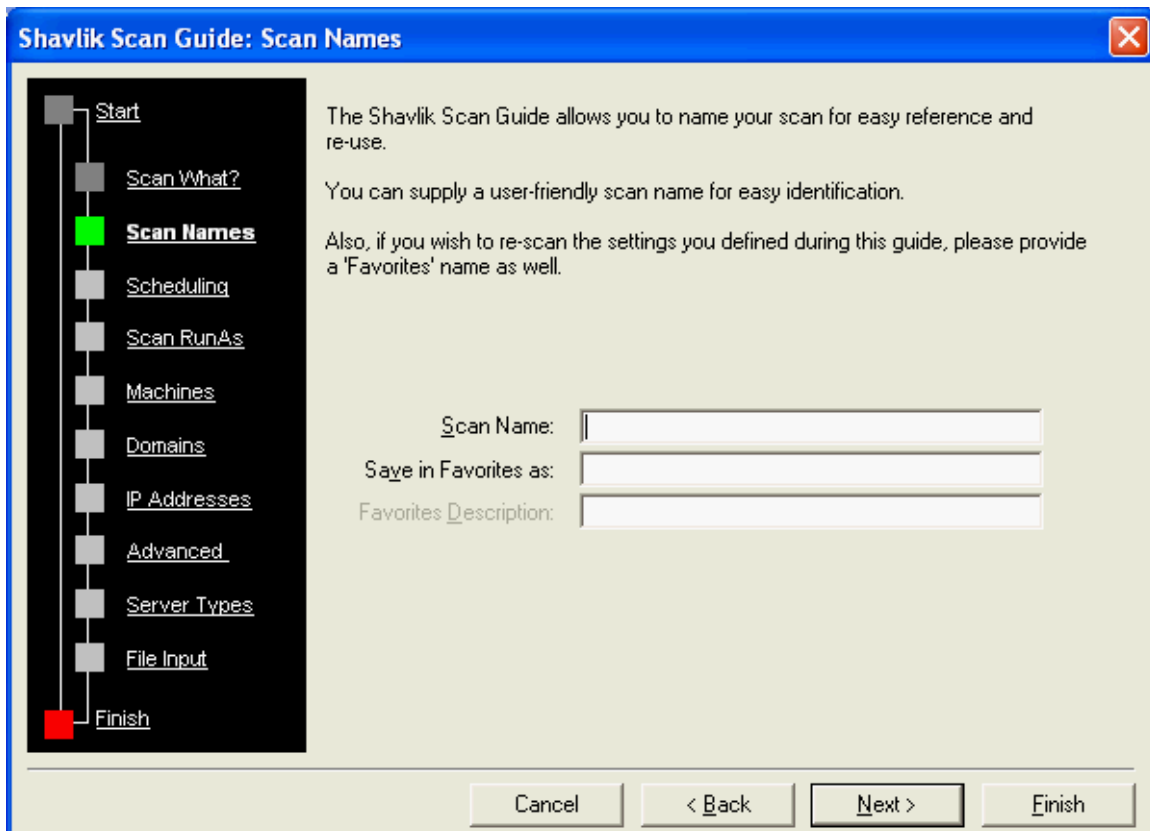 Shavlik Scan Guide: Scan Names
Start
Scan What?
Scan Names
Scheduling
Scan RunAs
Machines
Domains
IP Addresses
Advanced
Server Types
File Input
Finish
The Shavlik Scan Guide allows you to name your scan for easy reference and
re-use.
You can supply a user-friendly scan name for easy identification.
Also, if you wish to re-scan the settings you defined during this guide, please provide
a 'Favorites' name as well.
Scan Name:
Save in Favorites as:
Favorites Description:
Cancel
< Back
Next >
Finish